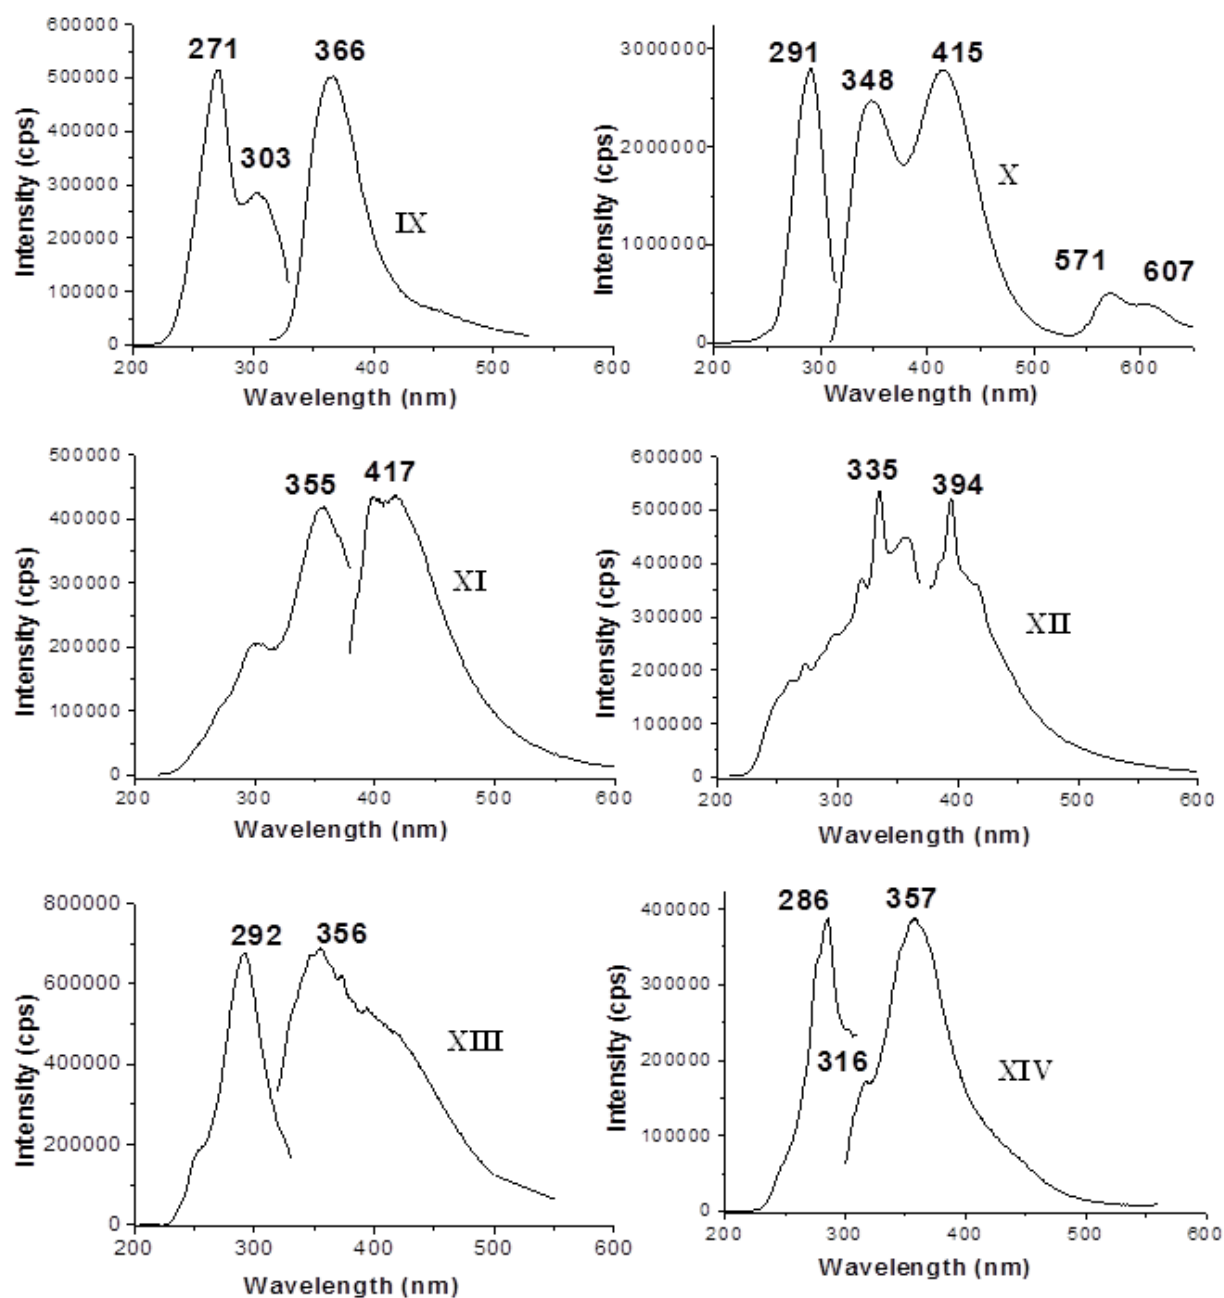 600000
500000
400000
300000
200000
100000
0
Intensity (cps)
271
303
366
IX
200 300 400 500 600
Wavelength (nm)
3000000
2000000
1000000
0
Intensity (cps)
291
348
415
X
571
607
200 300 400 500 600
Wavelength (nm)
500000
400000
300000
200000
100000
0
Intensity (cps)
355
417
XI
200 300 400 500 600
Wavelength (nm)
600000
500000
400000
300000
200000
100000
0
Intensity (cps)
335
394
XII
200 300 400 500 600
Wavelength (nm)
800000
600000
400000
200000
0
Intensity (cps)
292
356
XIII
200 300 400 500 600
Wavelength (nm)
400000
300000
200000
100000
0
Intensity (cps)
286
357
316
XIV
200 300 400 500 600
Wavelength (nm)